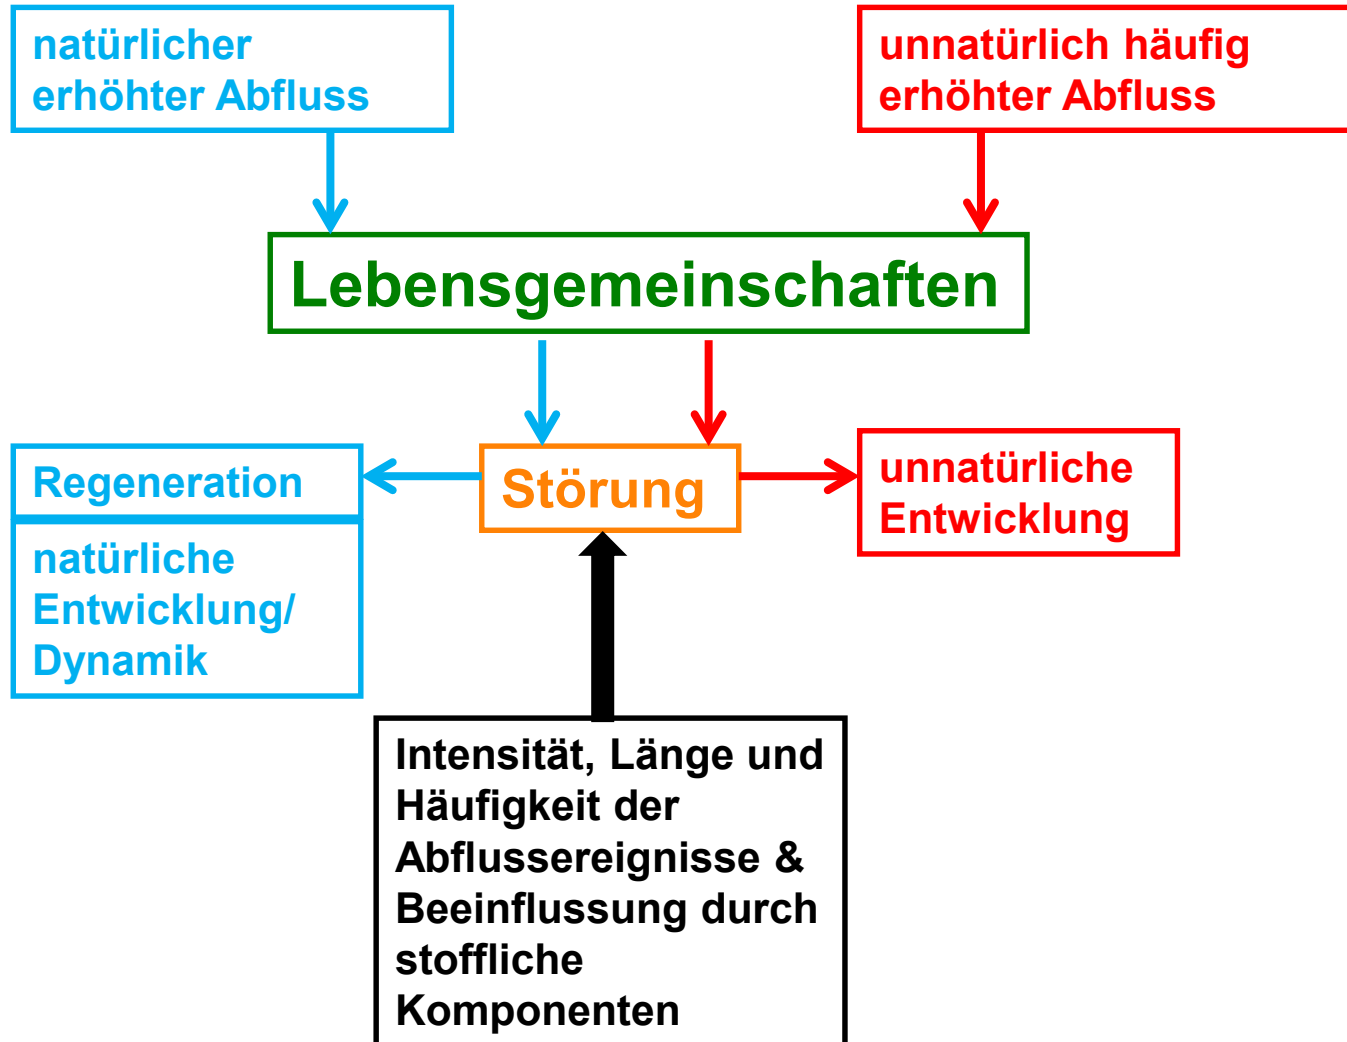 natürlicher
erhöhter Abfluss
unnatürlich häufig
erhöhter Abfluss
Lebensgemeinschaften
Regeneration
natürliche
Entwicklung/
Dynamik
Störung
unnatürliche
Entwicklung
Intensität, Länge und
Häufigkeit der
Abflussereignisse &
Beeinflussung durch
stoffliche
Komponenten